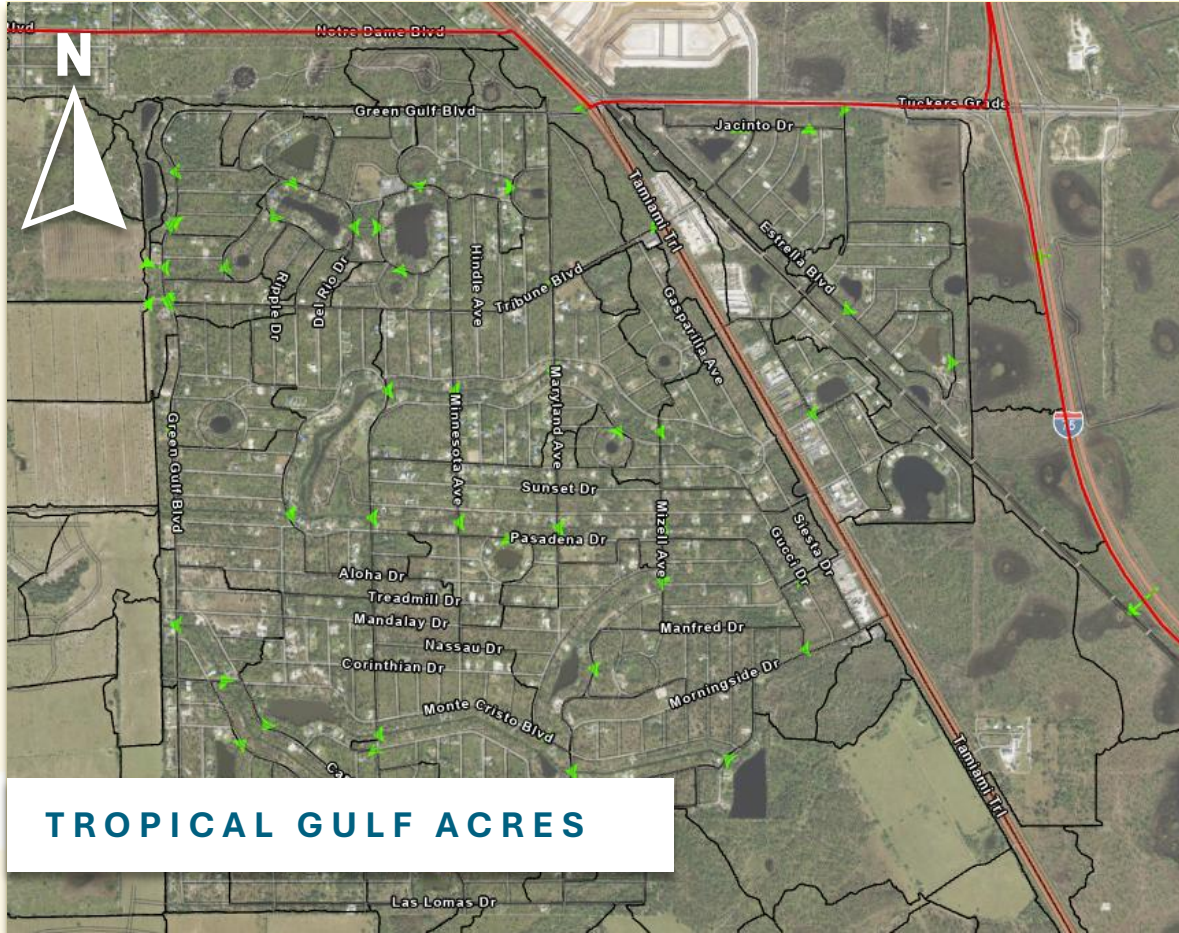 lvd
Notre Dame Blvd
N
Green Gulf Blvd
Tuckers Grade
Jacinto Dr
Tamiami Trl
Estrella Blvd
Hindle Ave
Ripple Dr
Del Rio Dr
Tribune Blvd
Gasparilla Ave
Green Gulf Blvd
Minnesota Ave
Maryland Ave
75
Sunset Dr
Mizell Ave
Siesta Dr
Gucci Dr
Pasadena Dr
Aloha Dr
Treadmill Dr
Mandalay Dr
Manfred Dr
Nassau Dr
Corinthian Dr
Morningside Dr
Monte Cristo Blvd
Tamiami Trl
Ca
TROPICAL GULF ACRES
Las Lomas Dr